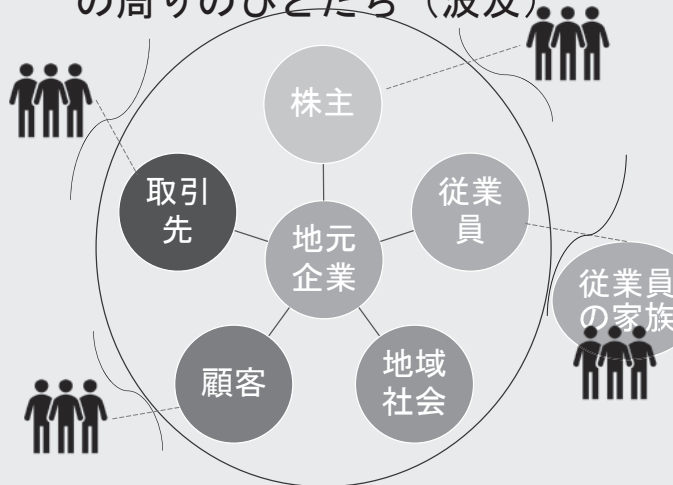 の周りのひとたち（波及）
株主
取引
先
従業
員
地元
企業
従業員
の家族
顧客
地域
社会